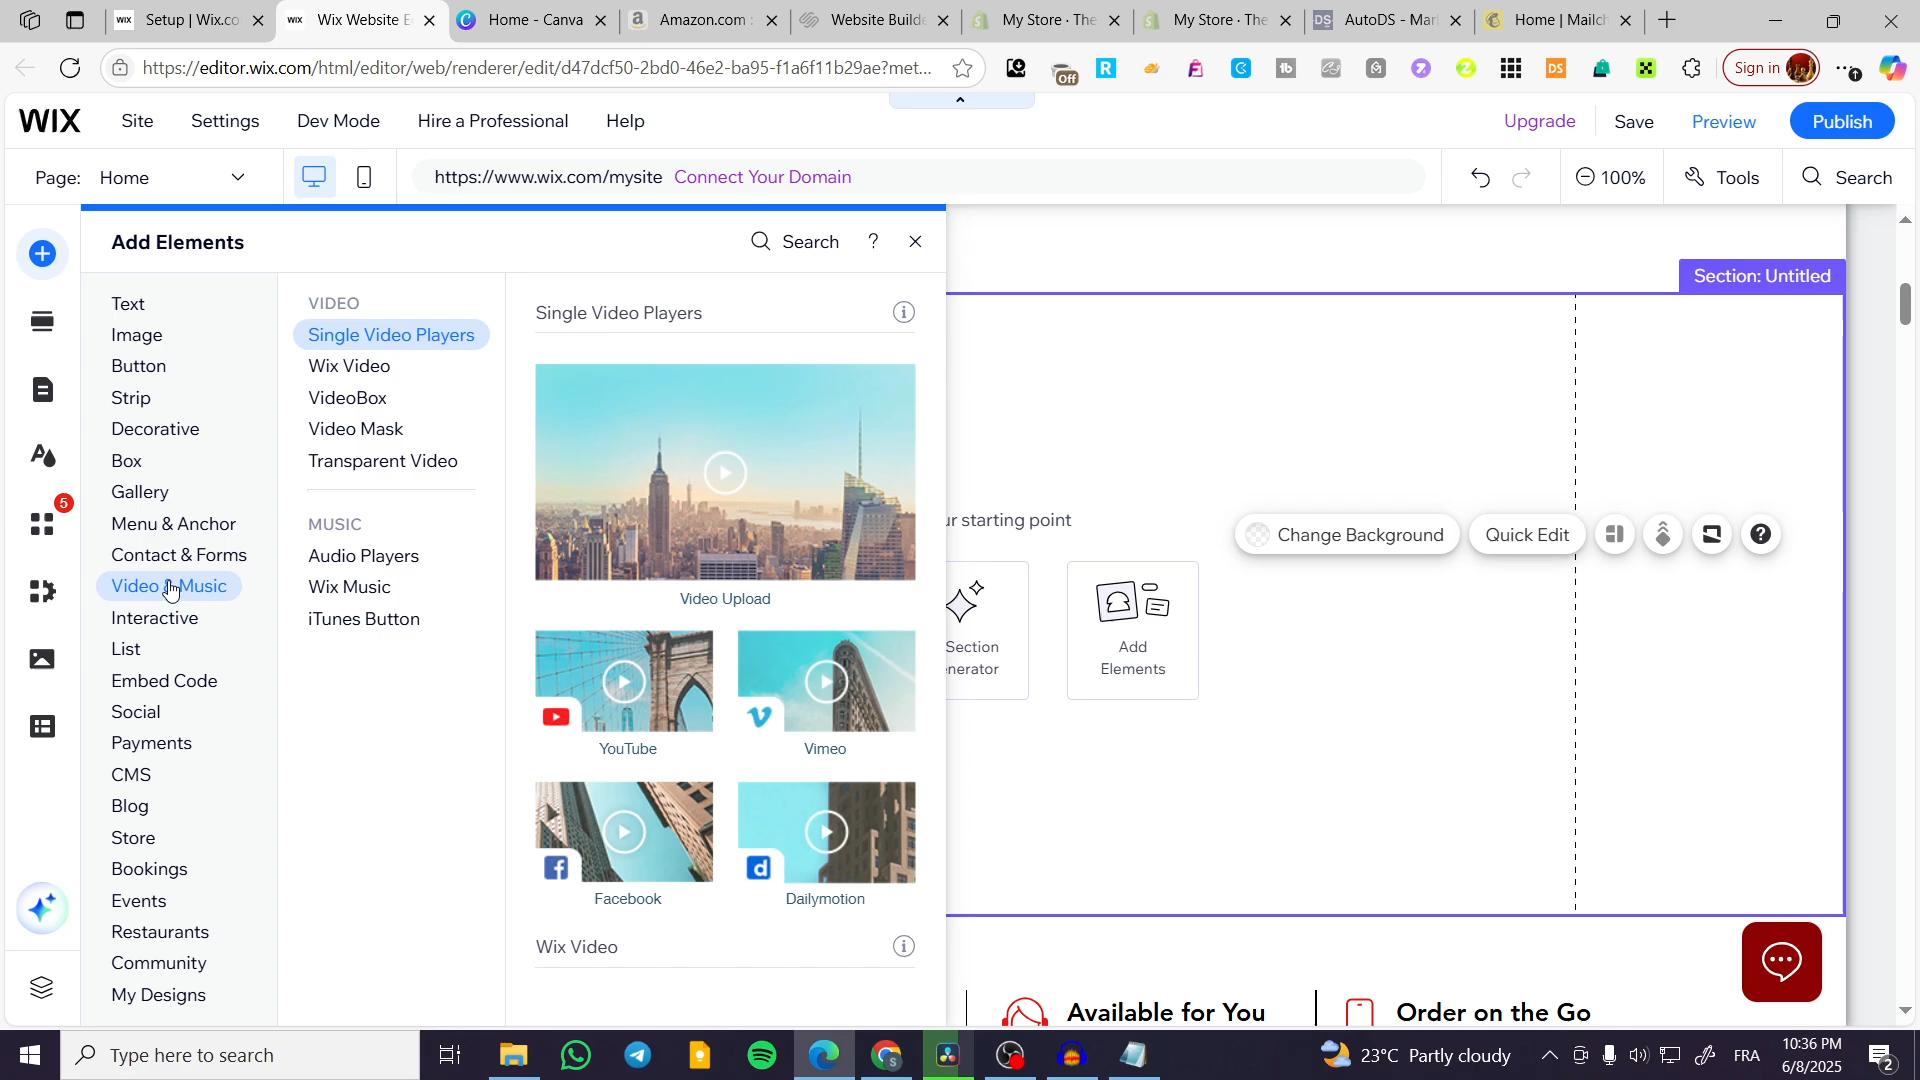 Setup | Wix.co
Wix Website E
Home - Canva
Amazon.com :
Website Builde
My Store · The
My Store · The
AutoDS - Mar
Home | Mailch
https://editor.wix.com/html/editor/web/renderer/edit/d47dcf50-2bd0-46e2-ba95-f1a6f11b29ae?met...
Off
Sign in
WIX
Site
Settings
Dev Mode
Hire a Professional
Help
Upgrade
Save
Preview
Publish
Page: Home
https://www.wix.com/mysite Connect Your Domain
100%
Tools
Search
Add Elements
Search
?
5
Text
Image
Button
Strip
Decorative
Box
Gallery
Menu & Anchor
Contact & Forms
Video & Music
Interactive
List
Embed Code
Social
Payments
CMS
Blog
Store
Bookings
Events
Restaurants
Community
My Designs
VIDEO
Single Video Players
Wix Video
VideoBox
Video Mask
Transparent Video
MUSIC
Audio Players
Wix Music
iTunes Button
Single Video Players
Video Upload
YouTube
Vimeo
Facebook
Dailymotion
Wix Video
Section: Untitled
ur starting point
Section
enerator
Add
Elements
Change Background
Quick Edit
Available for You
Order on the Go
Type here to search
23°C Partly cloudy
FRA
10:36 PM
6/8/2025
2